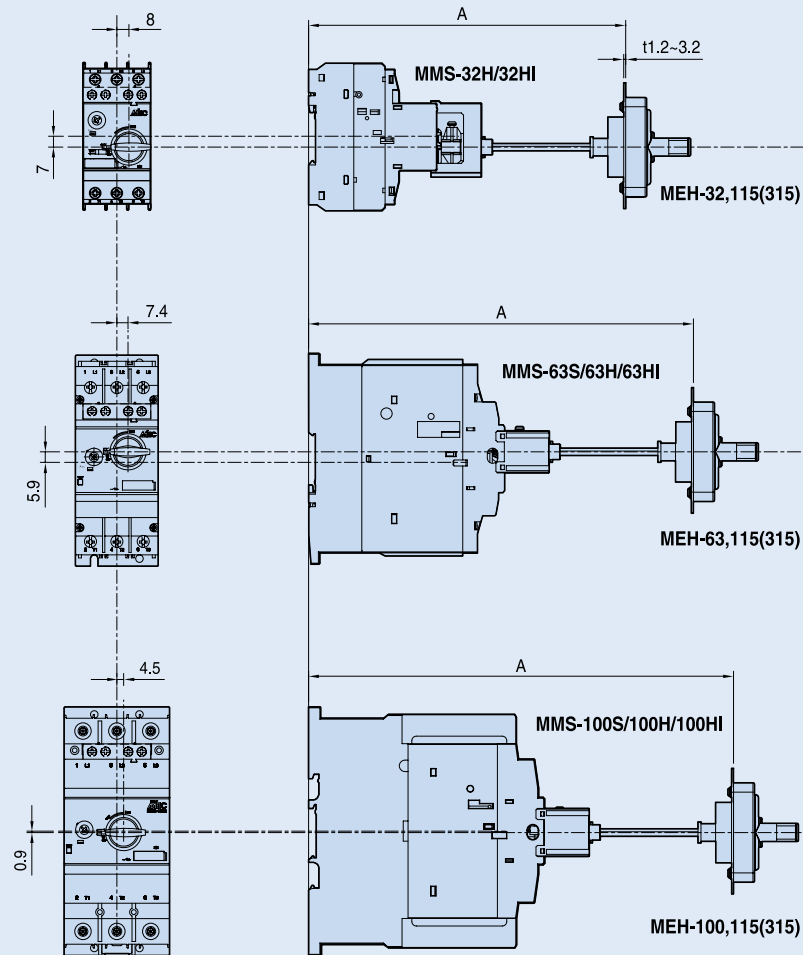 8
A
t1.2~3.2
MMS-32H/32HI
7
MEH-32,115(315)
7.4
A
MMS-63S/63H/63HI
5.9
MEH-63,115(315)
4.5
A
MMS-100S/100H/100HI
0.9
MEH-100,115(315)